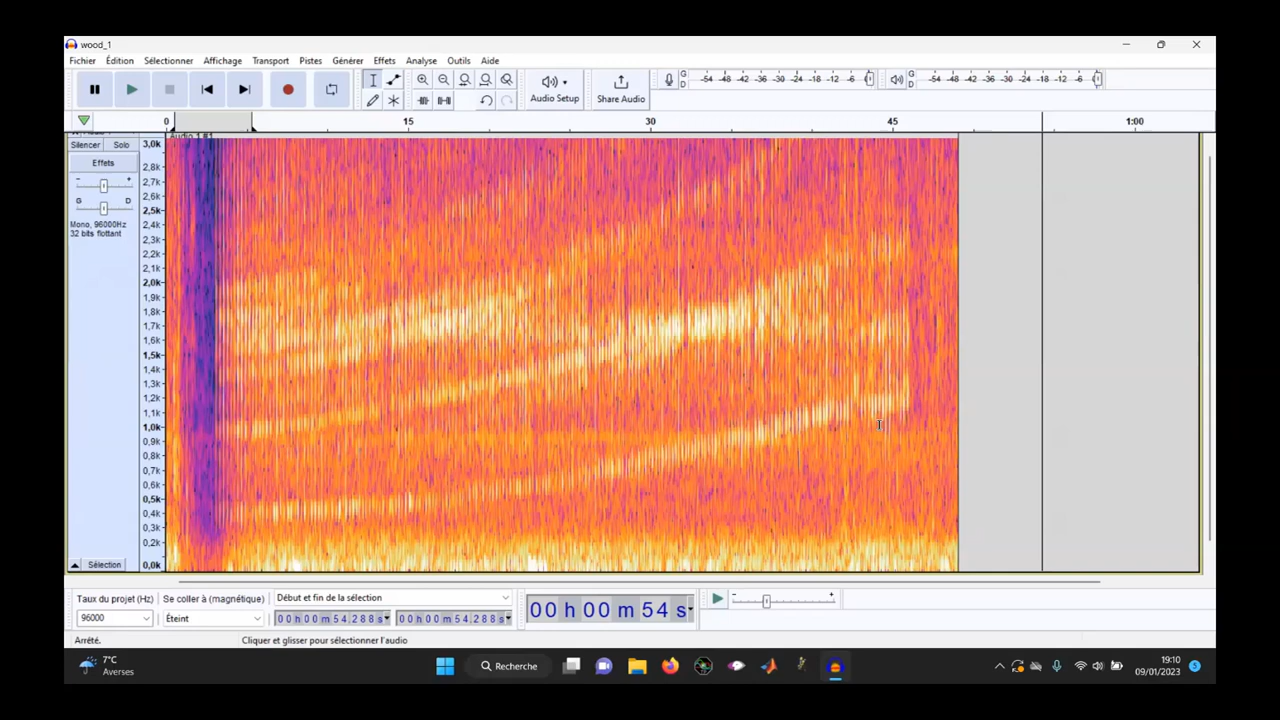 wood_1
Fichier Édition Sélectionner Affichage Transport Pistes Générer Effets Analyse Outils Aide
Audio Setup
Share Audio
G
D
-54 -48 -42 -36 -30 -24 -18 -12 -6
G
D
-54 -48 -42 -36 -30 -24 -18 -12 -6
0 15 30 45 1:00
Audio 1 #1
Silencer Solo
Effets
- +
G D
Mono, 96000Hz
32 bits flottant
Sélection
3,0k
2,8k
2,7k
2,6k
2,5k
2,4k
2,3k
2,2k
2,1k
2,0k
1,9k
1,8k
1,7k
1,6k
1,5k
1,4k
1,3k
1,2k
1,1k
1,0k
0,9k
0,8k
0,7k
0,6k
0,5k
0,4k
0,3k
0,2k
0,0k
Taux du projet (Hz) Se coller à (magnétique) Début et fin de la sélection
96000 Éteint 00 h 00 m 54.288 s 00 h 00 m 54.288 s
00 h 00 m 54 s
- +
Arrêté. Cliquer et glisser pour sélectionner l'audio
7°C
Averses
Recherche
19:10
09/01/2023
5